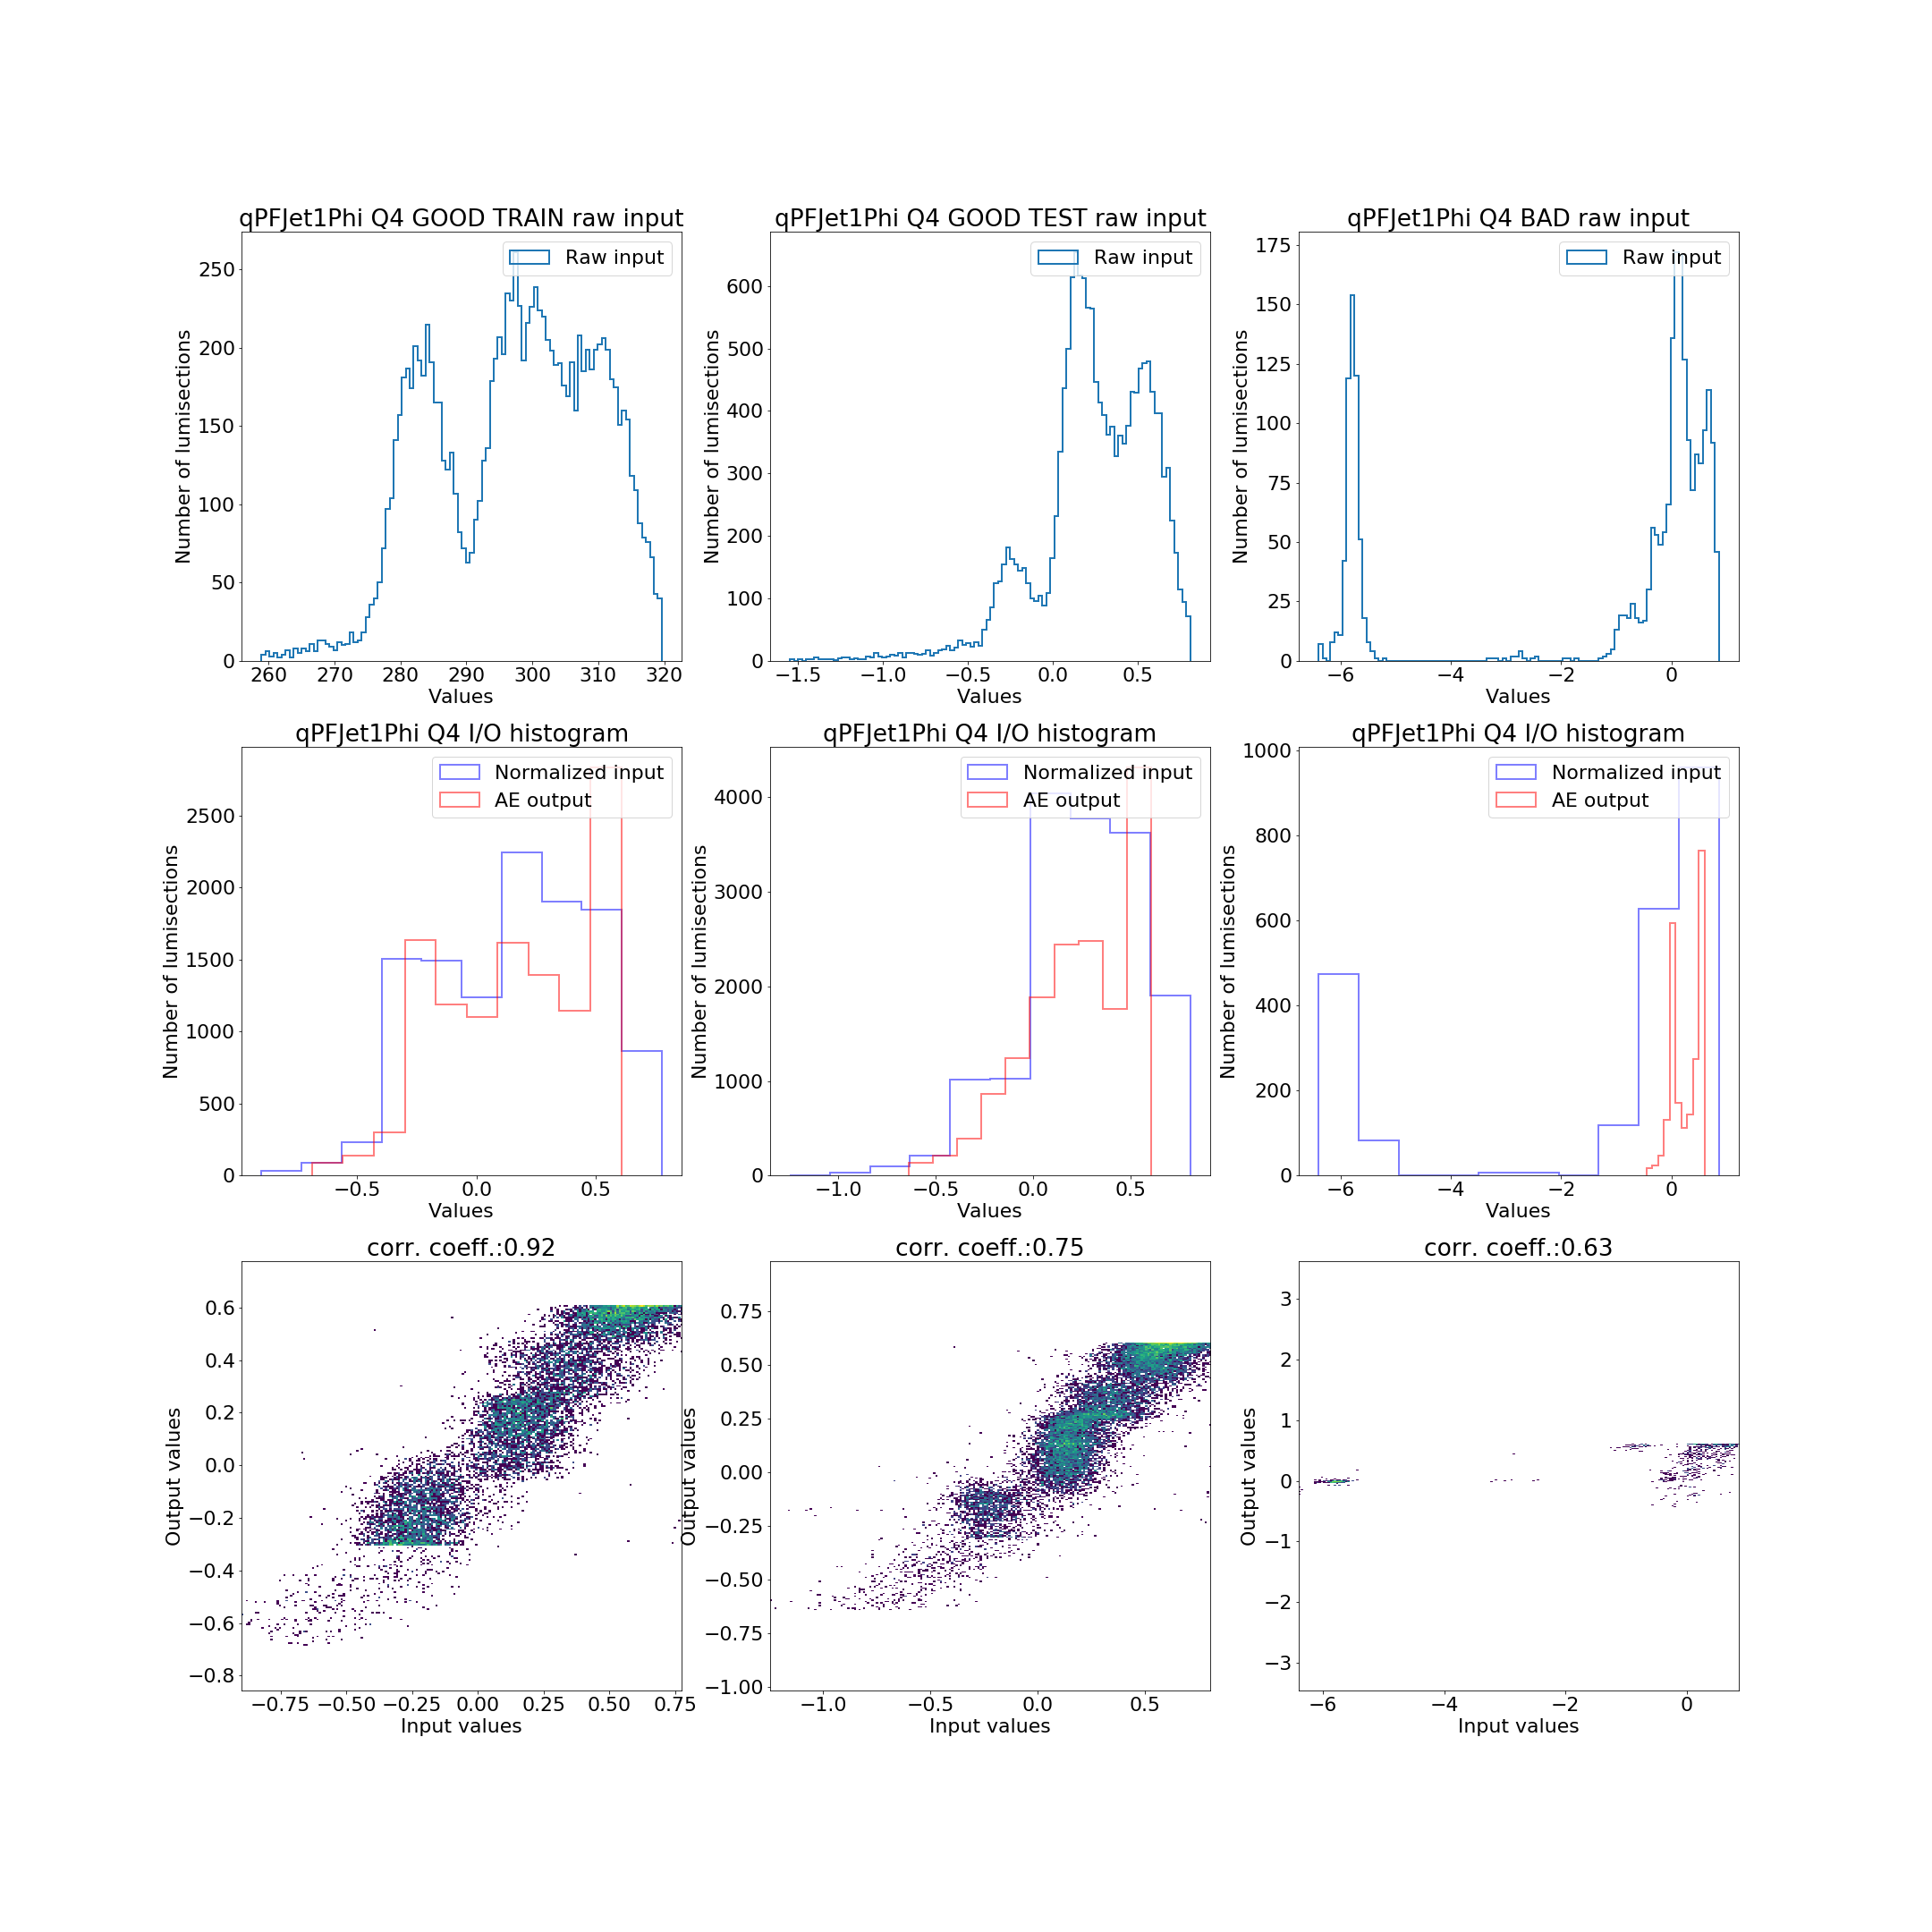 qPFJet1Phi Q4 GOOD TRAIN raw input
Raw input
Number of lumisections
250
200
150
100
50
0
260 270 280 290 300 310 320
Values
qPFJet1Phi Q4 GOOD TEST raw input
Raw input
Number of lumisections
600
500
400
300
200
100
0
−1.5 −1.0 −0.5 0.0 0.5
Values
qPFJet1Phi Q4 BAD raw input
Raw input
Number of lumisections
175
150
125
100
75
50
25
0
−6 −4 −2 0
Values
qPFJet1Phi Q4 I/O histogram
Normalized input
AE output
Number of lumisections
2500
2000
1500
1000
500
0
−0.5 0.0 0.5
Values
qPFJet1Phi Q4 I/O histogram
Normalized input
AE output
Number of lumisections
4000
3000
2000
1000
0
−1.0 −0.5 0.0 0.5
Values
qPFJet1Phi Q4 I/O histogram
Normalized input
AE output
Number of lumisections
1000
800
600
400
200
0
−6 −4 −2 0
Values
corr. coeff.:0.92
Output values
0.6
0.4
0.2
0.0
−0.2
−0.4
−0.6
−0.8
−0.75 −0.50 −0.25 0.00 0.25 0.50 0.75
Input values
corr. coeff.:0.75
Output values
0.75
0.50
0.25
0.00
−0.25
−0.50
−0.75
−1.00
−1.0 −0.5 0.0 0.5
Input values
corr. coeff.:0.63
Output values
3
2
1
0
−1
−2
−3
−6 −4 −2 0
Input values